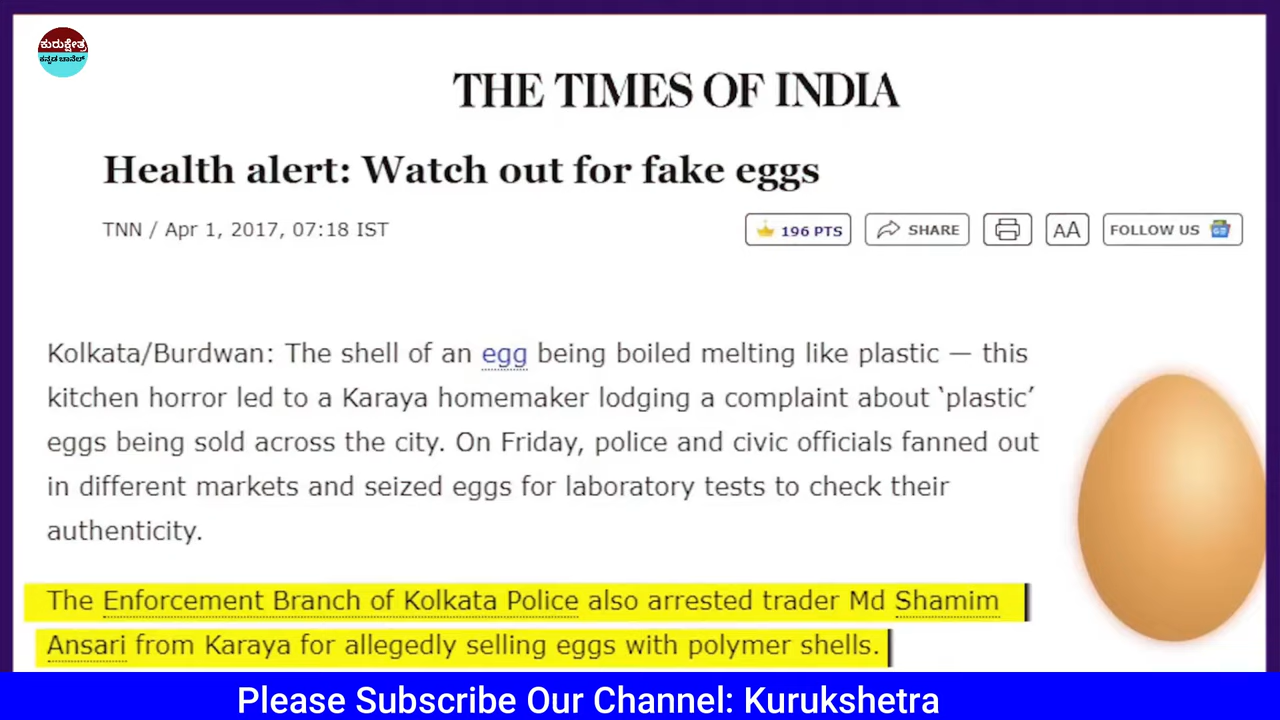 ಕುರುಕ್ಷೇತ್ರ
ಕನ್ನಡ ಚಾನೆಲ್
THE TIMES OF INDIA
Health alert: Watch out for fake eggs
TNN / Apr 1, 2017, 07:18 IST
196 PTS
SHARE
AA
FOLLOW US
Kolkata/Burdwan: The shell of an egg being boiled melting like plastic — this
kitchen horror led to a Karaya homemaker lodging a complaint about ‘plastic’
eggs being sold across the city. On Friday, police and civic officials fanned out
in different markets and seized eggs for laboratory tests to check their
authenticity.
The Enforcement Branch of Kolkata Police also arrested trader Md Shamim
Ansari from Karaya for allegedly selling eggs with polymer shells.
Please Subscribe Our Channel: Kurukshetra